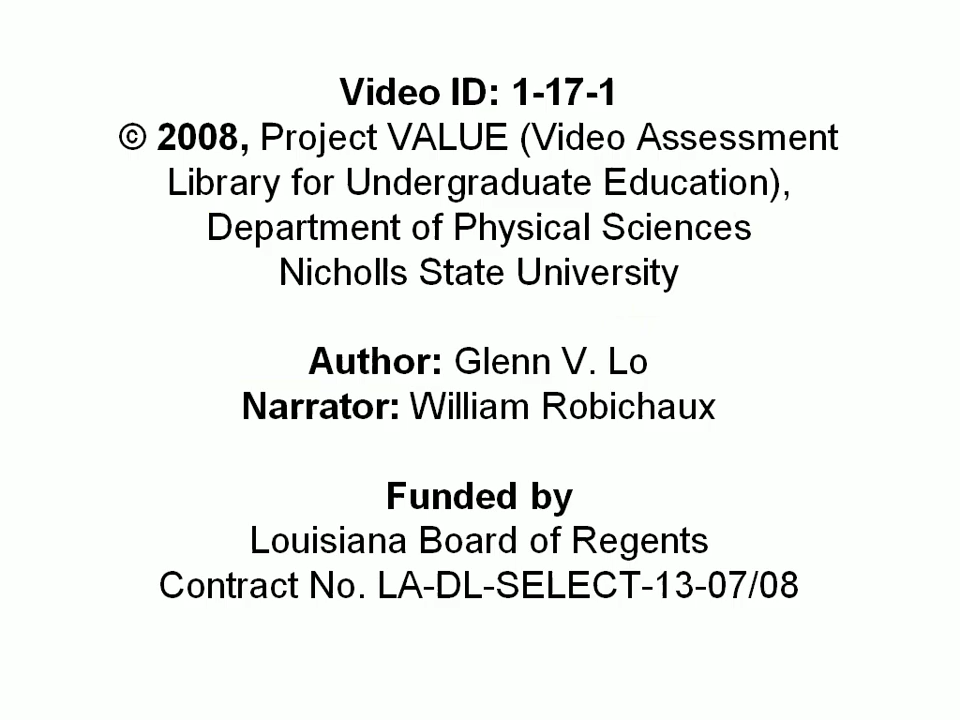 Video ID: 1-17-1
© 2008, Project VALUE (Video Assessment
Library for Undergraduate Education),
Department of Physical Sciences
Nicholls State University
Author: Glenn V. Lo
Narrator: William Robichaux
Funded by
Louisiana Board of Regents
Contract No. LA-DL-SELECT-13-07/08